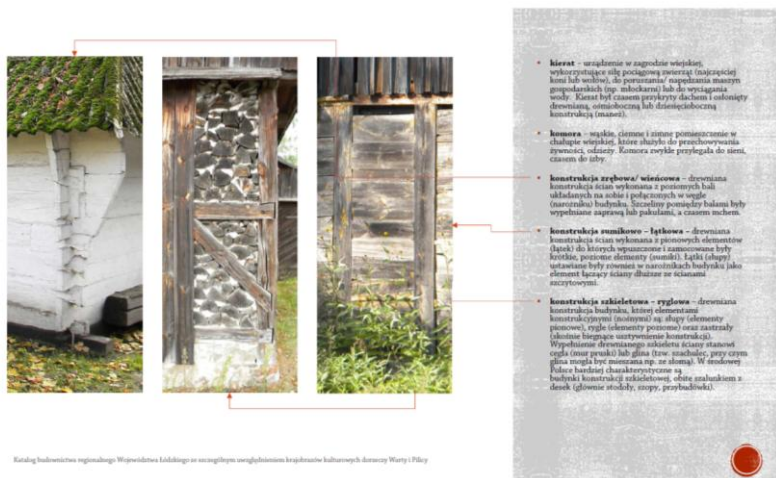 kierat – urządzenie w zagrodzie wiejskiej,
wykorzystujące siłę pociągową zwierząt (najczęściej
koni lub wołów), do poruszania/ napędzania maszyn
gospodarskich (np. młockarni) lub do wyciągania
wody. Kierat był czasem przykryty dachem i osłonięty
drewnianą, ośmioboczną lub dziesięcioboczną
konstrukcją (maneż).
komora – wąskie, ciemne i zimne pomieszczenie w
chałupie wiejskiej, które służyło do przechowywania
żywności, odzieży. Komora zwykle przylegała do sieni,
czasem do izby.
konstrukcja zrębowa/ wieńcowa – drewniana
konstrukcja ścian wykonana z poziomych bali
układanych na sobie i połączonych w węgle
(narożniku) budynku. Szczeliny pomiędzy balami były
wypełniane zaprawą lub pakułami, a czasem mchem.
konstrukcja sumikowo – łątkowa – drewniana
konstrukcja ścian wykonana z pionowych elementów
(łątek) do których wpuszczone i zamocowane były
krótkie, poziome elementy (sumiki). Łątki (słupy)
ustawiane były również w narożnikach budynku jako
element łączący ściany dłuższe ze ścianami
szczytowymi.
konstrukcja szkieletowa – ryglowa – drewniana
konstrukcja budynku, której elementami
konstrukcyjnymi (nośnymi) są: słupy (elementy
pionowe), rygle (elementy poziome) oraz zastrzały
(skośnie biegnące usztywnienie konstrukcji).
Wypełnienie drewnianego szkieletu ściany stanowi
cegła (mur pruski) lub glina (tzw. szachulec, przy czym
glina mogła być mieszana np. ze słomą). W środowej
Polsce bardziej charakterystyczne są
budynki konstrukcji szkieletowej, obite szalunkiem z
desek (głównie stodoły, szopy, przybudówki).
Katalog budownictwa regionalnego Województwa Łódzkiego ze szczególnym uwzględnieniem krajobrazów kulturowych dorzeczy Warty i Pilicy